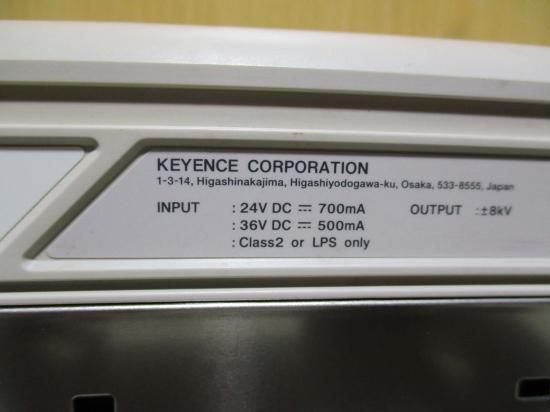 KEYENCE CORPORATION
1-3-14, Higashinakajima, Higashiyodogawa-ku, Osaka, 533-8555, Japan
INPUT : 24V DC ⎓ 700mA OUTPUT : ±8kV
: 36V DC ⎓ 500mA
: Class2 or LPS only